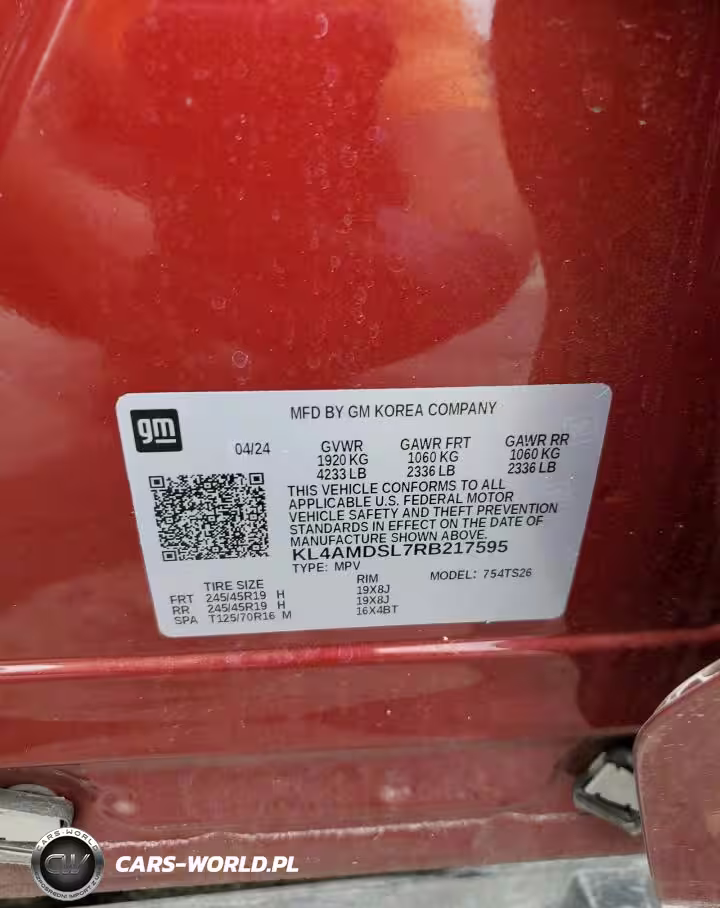 MFD BY GM KOREA COMPANY
gm
04/24
GVWR GAWR FRT GAWR RR
1920 KG 1060 KG 1060 KG
4233 LB 2336 LB 2336 LB
THIS VEHICLE CONFORMS TO ALL
APPLICABLE U.S. FEDERAL MOTOR
VEHICLE SAFETY AND THEFT PREVENTION
STANDARDS IN EFFECT ON THE DATE OF
MANUFACTURE SHOWN ABOVE.
KL4AMDSL7RB217595
TYPE: MPV MODEL: 754TS26
TIRE SIZE RIM
FRT 245/45R19 H 19X8J
RR 245/45R19 H 19X8J
SPA T125/70R16 M 16X4BT
CARS-WORLD
CW
CARS-WORLD.PL